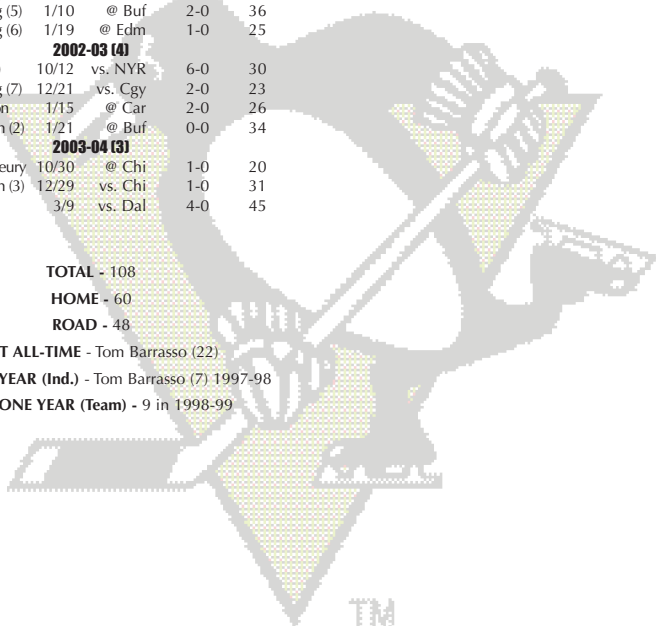 g (5) 1/10 @ Buf 2-0 36
g (6) 1/19 @ Edm 1-0 25
2002-03 (4)
) 10/12 vs. NYR 6-0 30
g (7) 12/21 vs. Cgy 2-0 23
on 1/15 @ Car 2-0 26
n (2) 1/21 @ Buf 0-0 34
2003-04 (3)
eury 10/30 @ Chi 1-0 20
n (3) 12/29 vs. Chi 1-0 31
3/9 vs. Dal 4-0 45
TOTAL - 108
HOME - 60
ROAD - 48
T ALL-TIME - Tom Barrasso (22)
YEAR (Ind.) - Tom Barrasso (7) 1997-98
ONE YEAR (Team) - 9 in 1998-99
TM